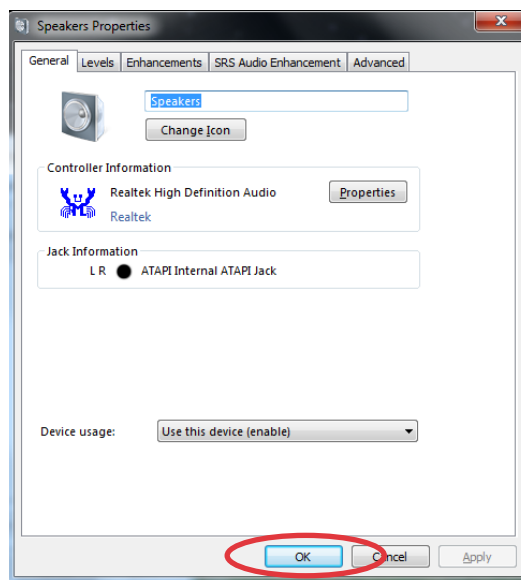 Speakers Properties
General Levels Enhancements SRS Audio Enhancement Advanced
Speakers
Change Icon
Controller Information
Realtek High Definition Audio Properties
Realtek
Jack Information
L R ATAPI Internal ATAPI Jack
Device usage: Use this device (enable)
OK Cancel Apply